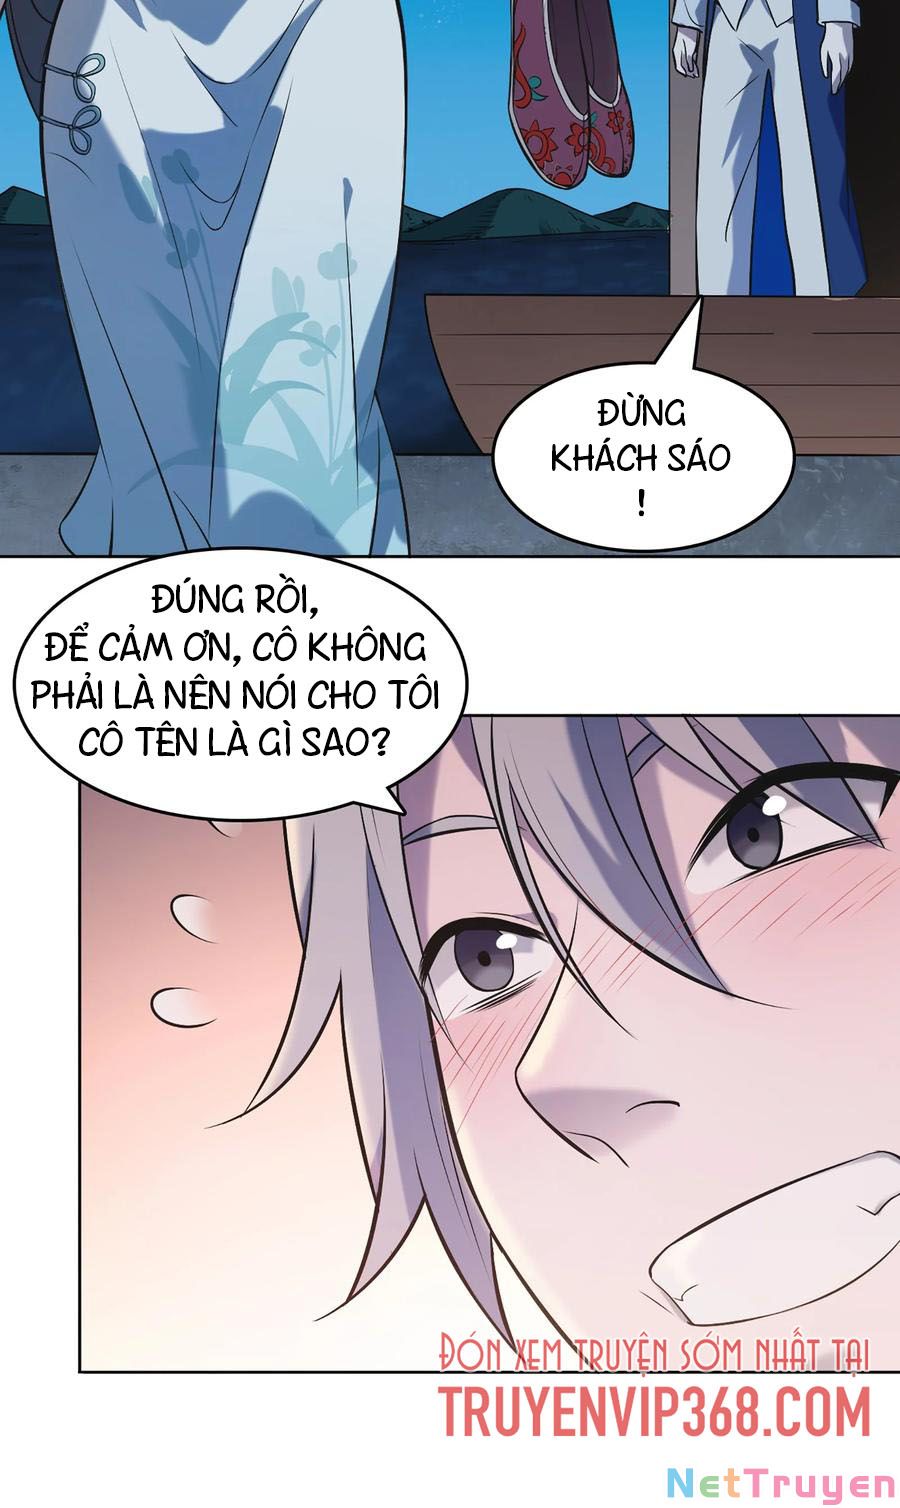 ĐỪNG
KHÁCH SÁO
!
ĐÚNG RỒI,
ĐỂ CẢM ƠN, CÔ KHÔNG
PHẢI LÀ NÊN NÓI CHO TÔI
CÔ TÊN LÀ GÌ SAO?
ĐÓN XEM TRUYỆN SỚM NHẤT TẠI
TRUYENVIP368.COM
NetTruyen